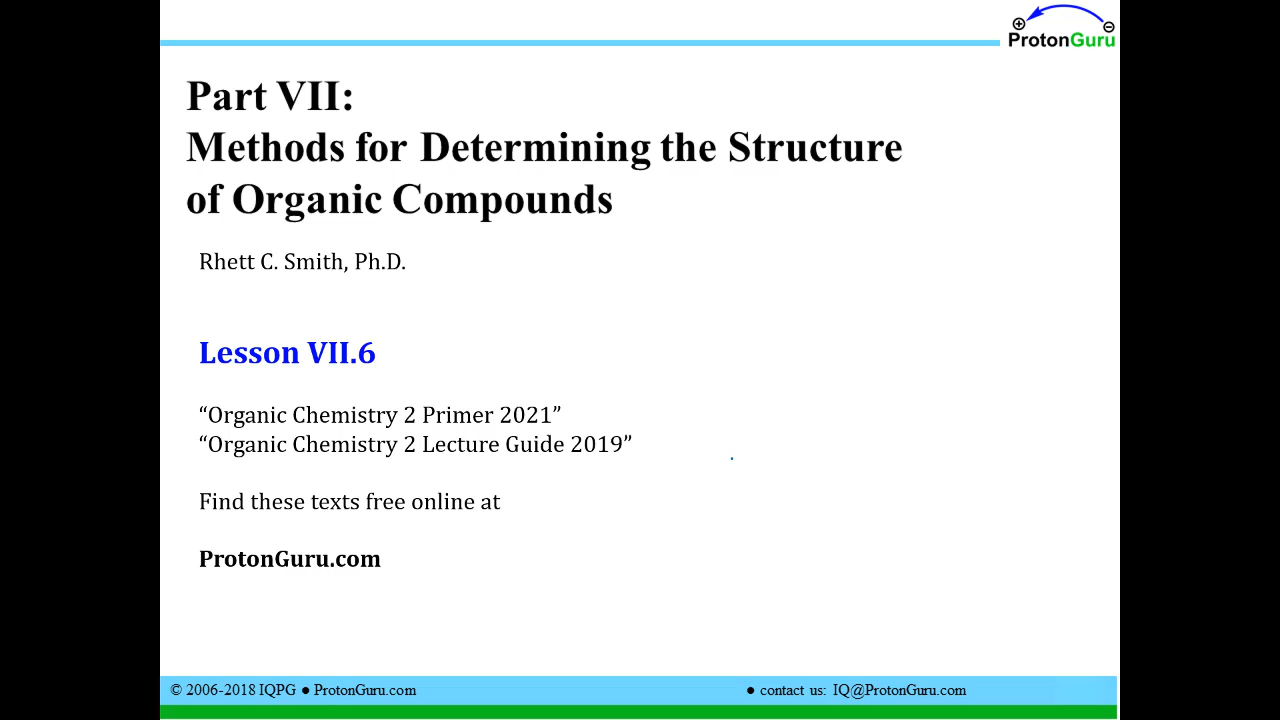 ⊕ ⊖
ProtonGuru
Part VII:
Methods for Determining the Structure
of Organic Compounds
Rhett C. Smith, Ph.D.
Lesson VII.6
“Organic Chemistry 2 Primer 2021”
“Organic Chemistry 2 Lecture Guide 2019”
Find these texts free online at
ProtonGuru.com
© 2006-2018 IQPG ● ProtonGuru.com ● contact us: IQ@ProtonGuru.com